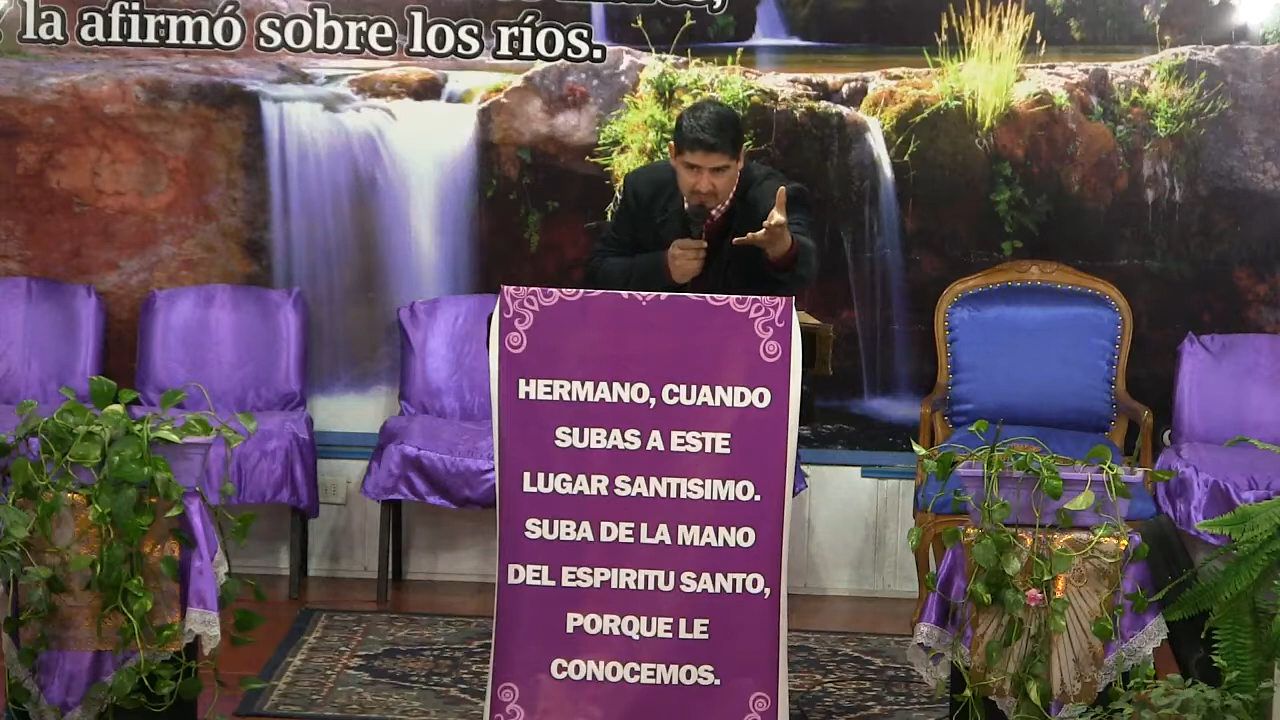 la afirmó sobre los ríos.
HERMANO, CUANDO
SUBAS A ESTE
LUGAR SANTISIMO.
SUBA DE LA MANO
DEL ESPIRITU SANTO,
PORQUE LE
CONOCEMOS.